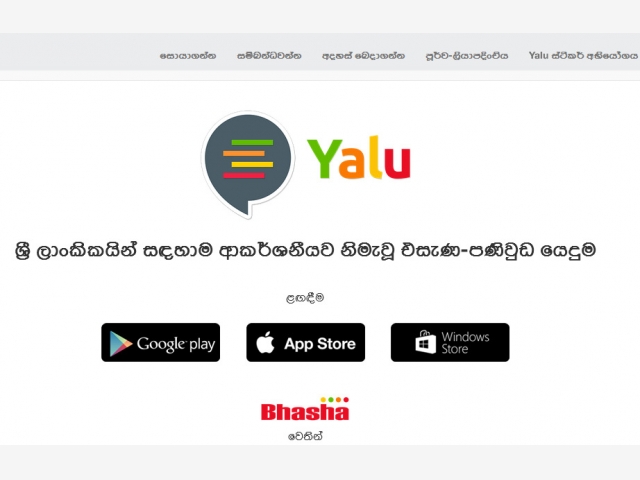 සොයාගන්න සම්බන්ධවන්න අදහස් බෙදාගන්න පූර්ව-ලියාපදිංචිය Yalu ස්ටිකර් අභියෝගය
Yalu
ශ්‍රී ලාංකිකයින් සඳහාම ආකර්ශනීයව නිමැවූ එසැණ-පණිවුඩ යෙදුම
ළඟඳීම
Google play
App Store
Windows Store
Bhasha
වෙතින්